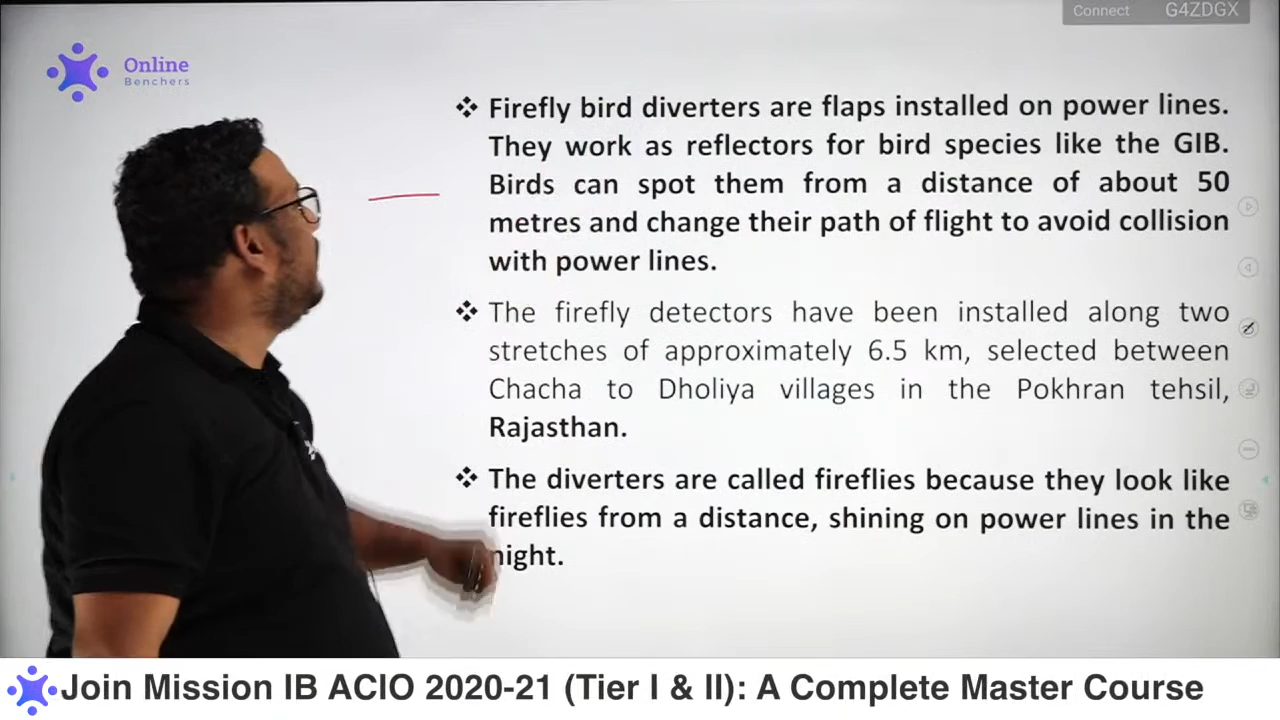 Connect G4ZDGX
Online
Benchers
❖ Firefly bird diverters are flaps installed on power lines.
They work as reflectors for bird species like the GIB.
Birds can spot them from a distance of about 50
metres and change their path of flight to avoid collision
with power lines.
❖ The firefly detectors have been installed along two
stretches of approximately 6.5 km, selected between
Chacha to Dholiya villages in the Pokhran tehsil,
Rajasthan.
❖ The diverters are called fireflies because they look like
fireflies from a distance, shining on power lines in the
night.
Join Mission IB ACIO 2020-21 (Tier I & II): A Complete Master Course